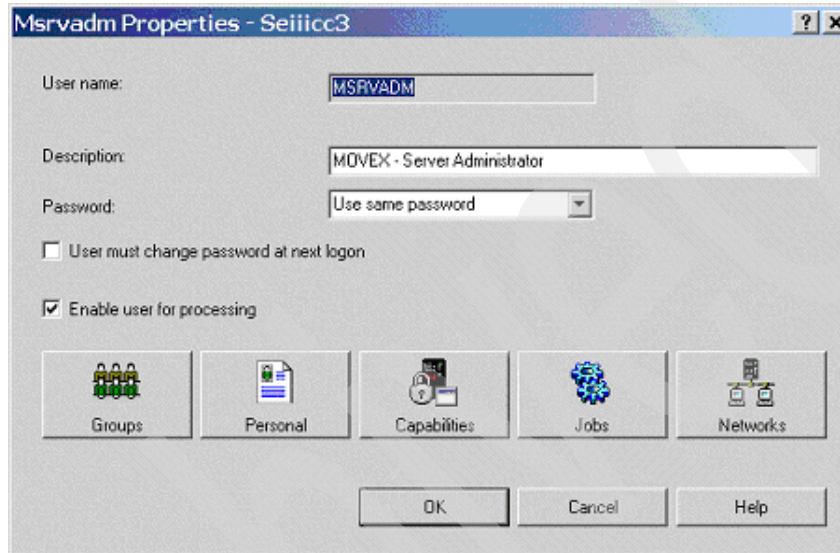 Msrvadm Properties - Seiiicc3
User name: MSRVADM
Description: MOVEX - Server Administrator
Password: Use same password
User must change password at next logon
Enable user for processing
Groups Personal Capabilities Jobs Networks
OK Cancel Help